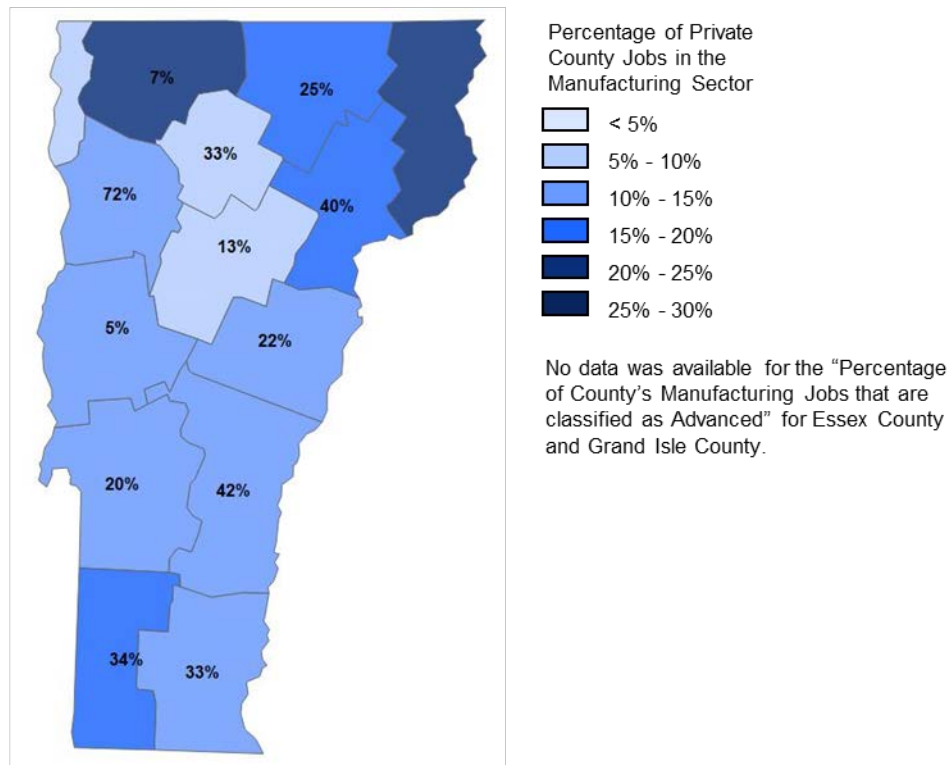 7%
25%
33%
72%
40%
13%
5%
22%
20%
42%
34%
33%
Percentage of Private
County Jobs in the
Manufacturing Sector
< 5%
5% - 10%
10% - 15%
15% - 20%
20% - 25%
25% - 30%
No data was available for the “Percentage
of County’s Manufacturing Jobs that are
classified as Advanced” for Essex County
and Grand Isle County.